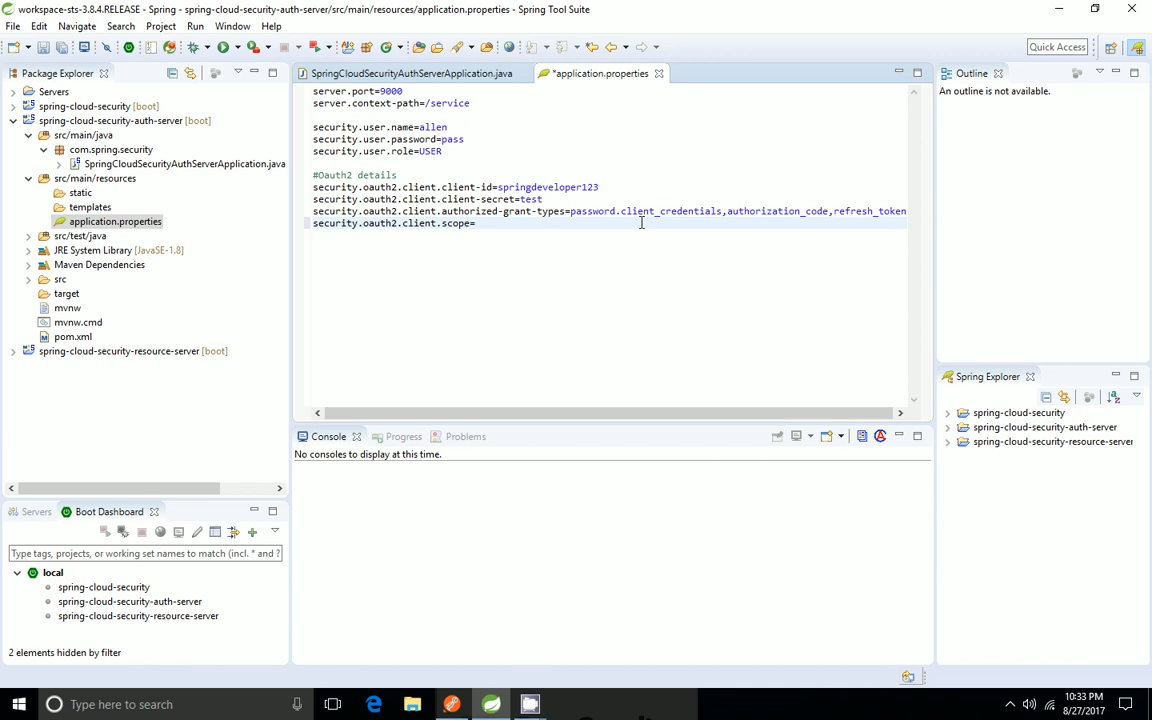 workspace-sts-3.8.4.RELEASE - Spring - spring-cloud-security-auth-server/src/main/resources/application.properties - Spring Tool Suite
File Edit Navigate Search Project Run Window Help
Quick Access
Package Explorer
Servers
spring-cloud-security [boot]
spring-cloud-security-auth-server [boot]
src/main/java
com.spring.security
SpringCloudSecurityAuthServerApplication.java
src/main/resources
static
templates
application.properties
src/test/java
JRE System Library [JavaSE-1.8]
Maven Dependencies
src
target
mvnw
mvnw.cmd
pom.xml
spring-cloud-security-resource-server [boot]
SpringCloudSecurityAuthServerApplication.java
*application.properties
server.port=9000
server.context-path=/service
security.user.name=allen
security.user.password=pass
security.user.role=USER
#Oauth2 details
security.oauth2.client.client-id=springdeveloper123
security.oauth2.client.client-secret=test
security.oauth2.client.authorized-grant-types=password.client_credentials,authorization_code,refresh_token
security.oauth2.client.scope=
Outline
An outline is not available.
Spring Explorer
spring-cloud-security
spring-cloud-security-auth-server
spring-cloud-security-resource-server
Console Progress Problems
No consoles to display at this time.
Servers Boot Dashboard
Type tags, projects, or working set names to match (incl. * and ?
local
spring-cloud-security
spring-cloud-security-auth-server
spring-cloud-security-resource-server
2 elements hidden by filter
Type here to search
10:33 PM
8/27/2017